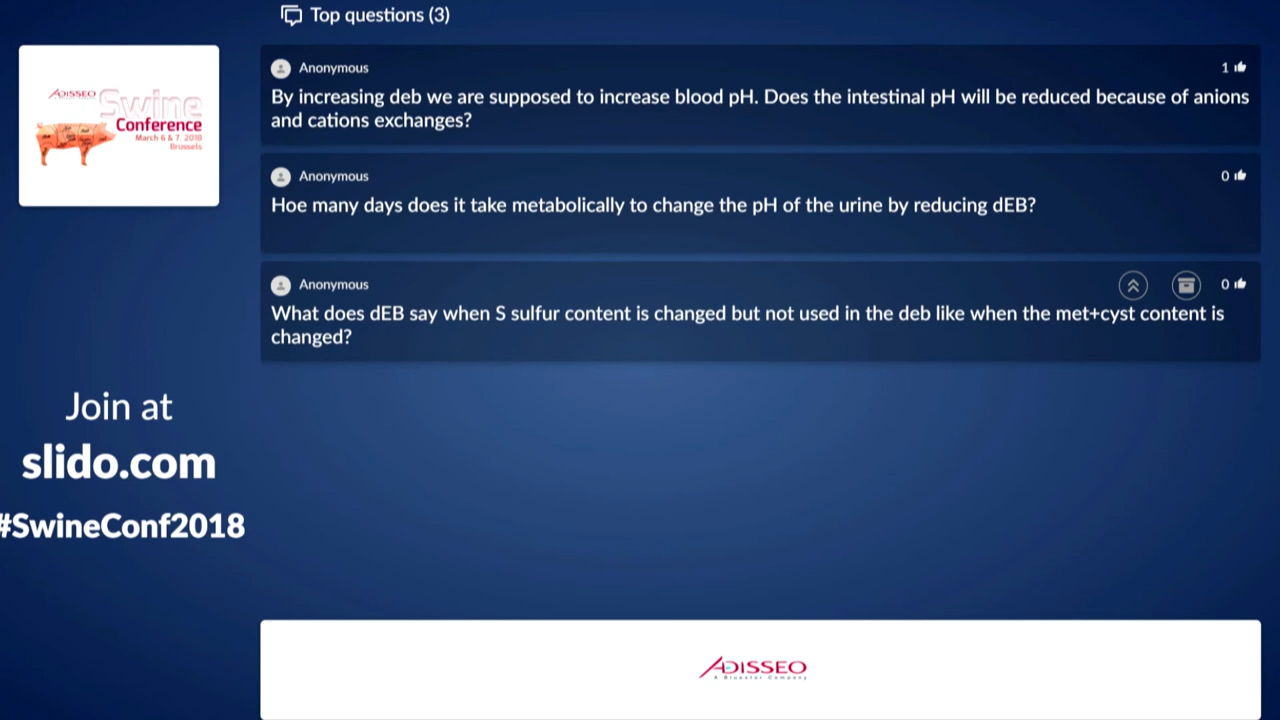 Top questions (3)
ADISSEO
Swine
Conference
March 6 & 7, 2018
Brussels
Anonymous
1
By increasing deb we are supposed to increase blood pH. Does the intestinal pH will be reduced because of anions
and cations exchanges?
Anonymous
0
Hoe many days does it take metabolically to change the pH of the urine by reducing dEB?
Anonymous
0
What does dEB say when S sulfur content is changed but not used in the deb like when the met+cyst content is
changed?
Join at
slido.com
#SwineConf2018
ADISSEO
A Bluestar Company